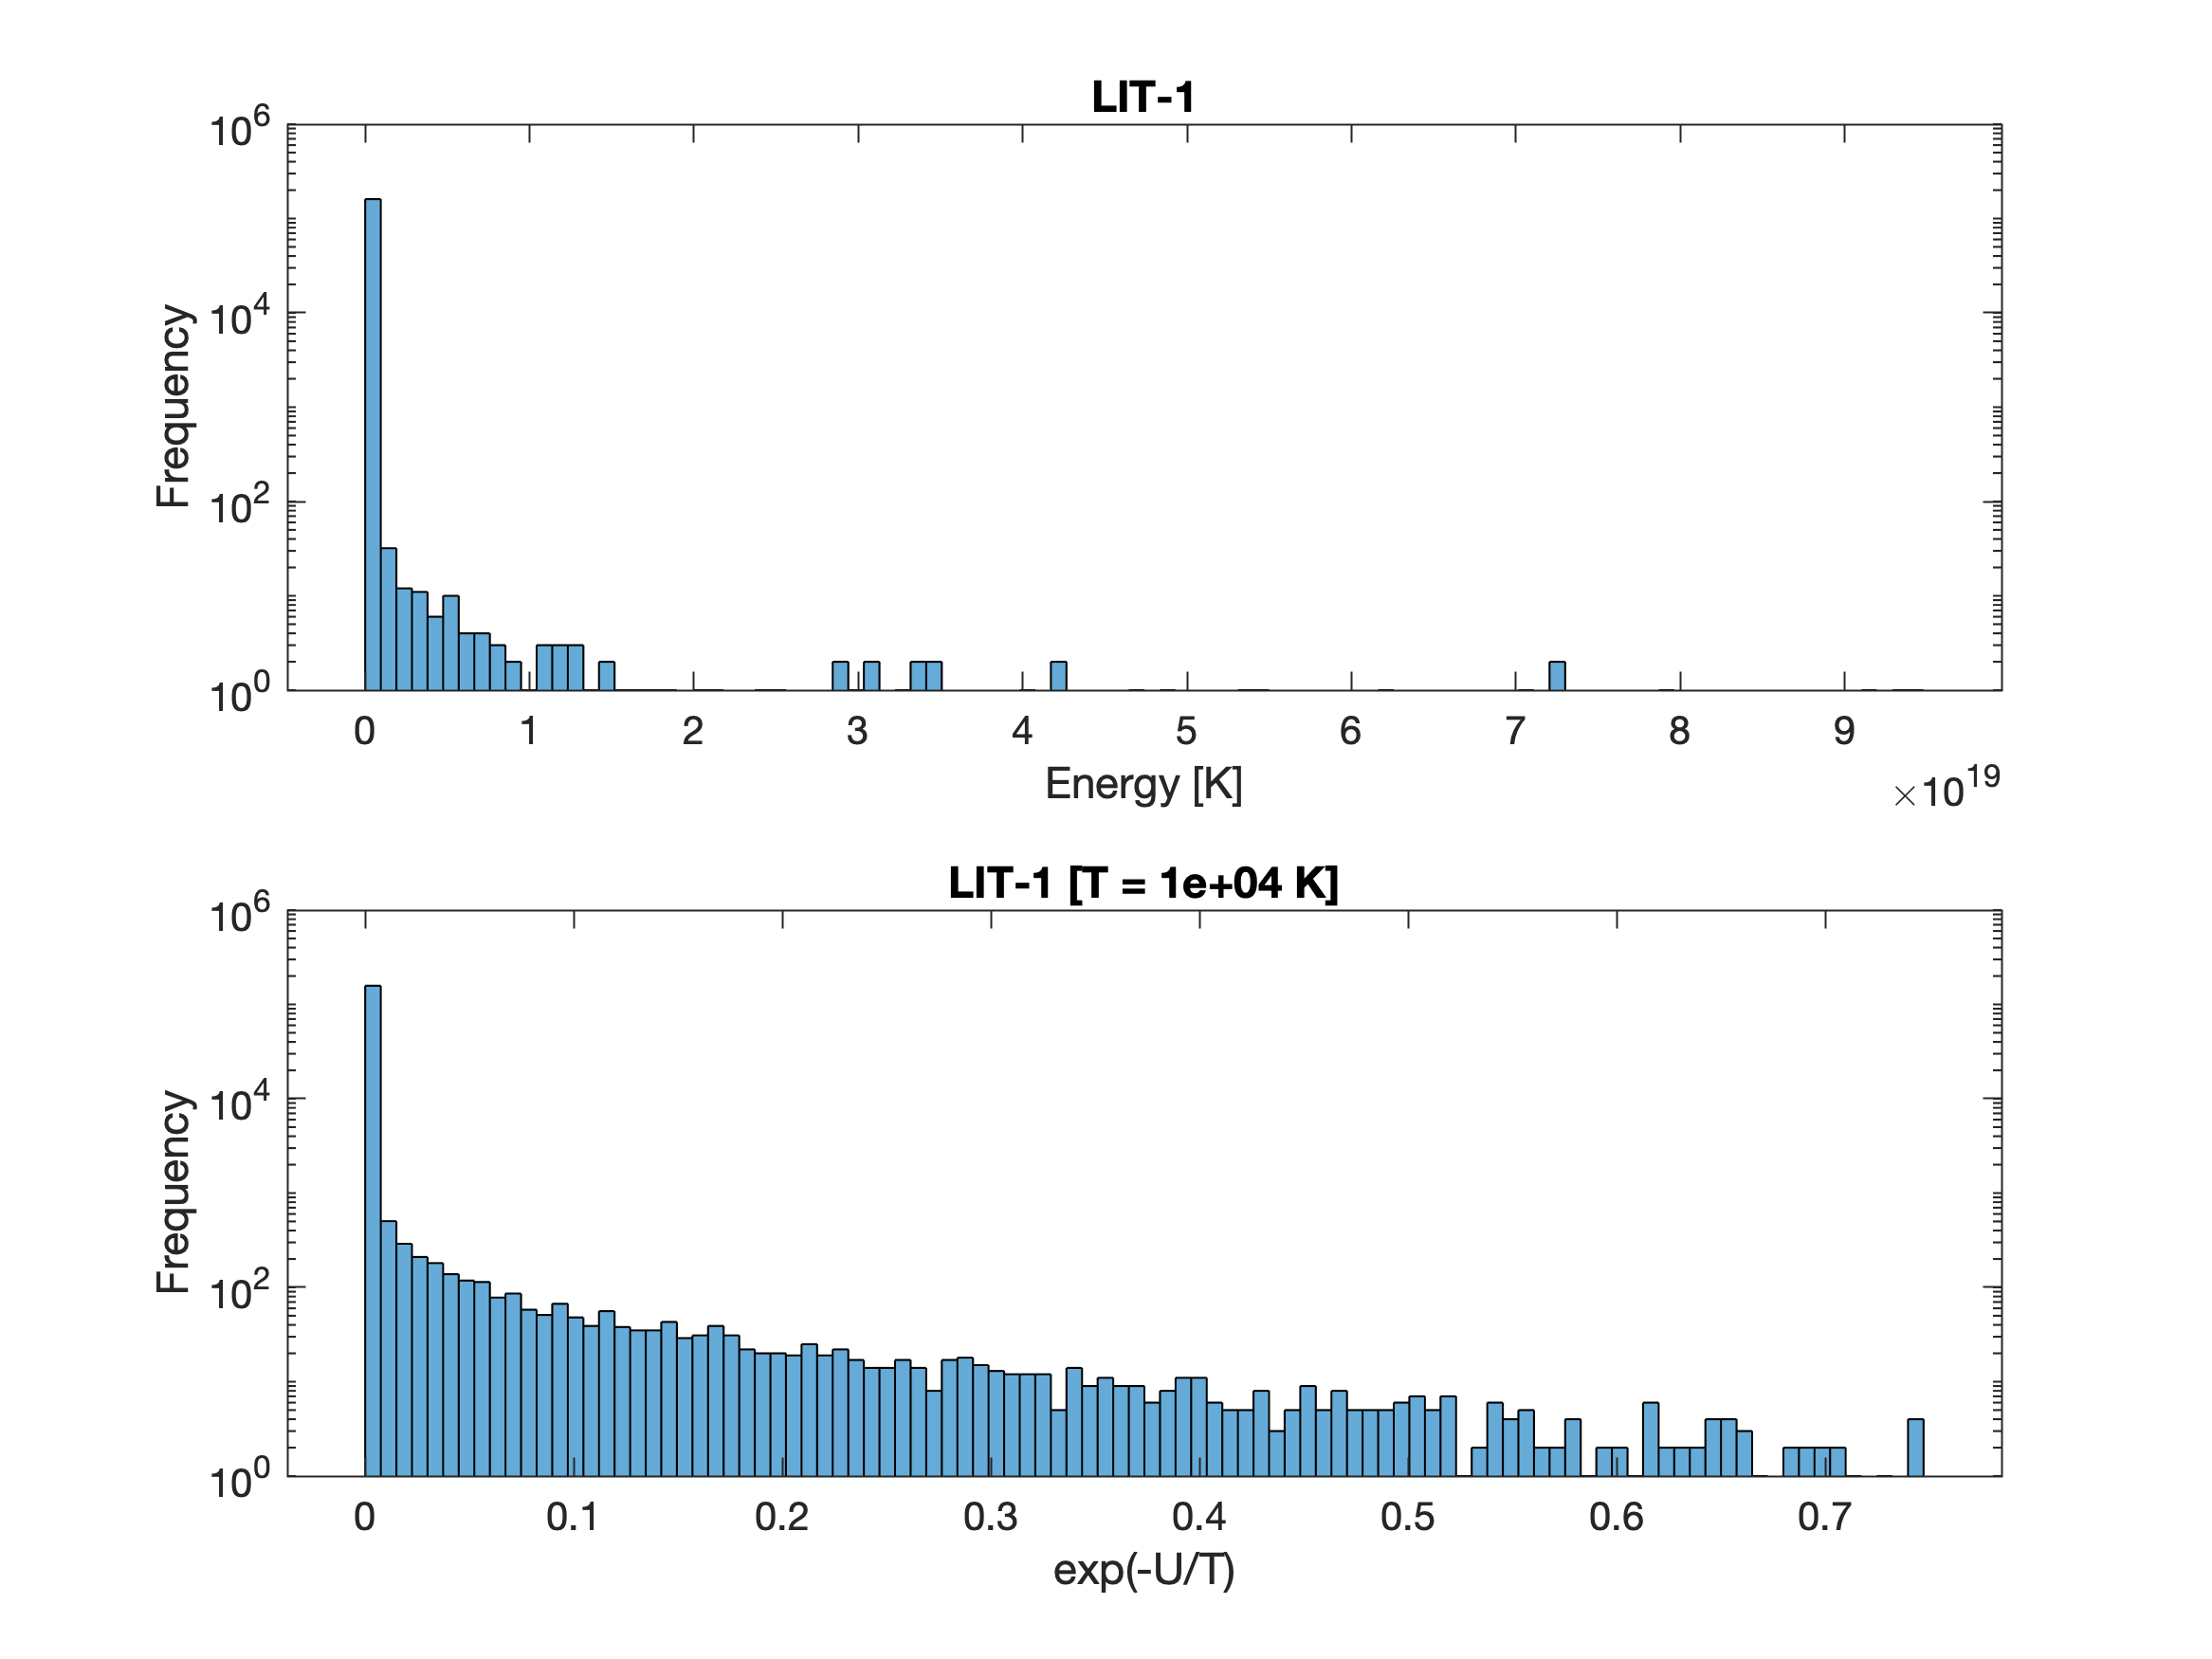 LIT-1
10^6
10^4
10^2
10^0
Frequency
0 1 2 3 4 5 6 7 8 9
Energy [K]
×10^19
LIT-1 [T = 1e+04 K]
10^6
10^4
10^2
10^0
Frequency
0 0.1 0.2 0.3 0.4 0.5 0.6 0.7
exp(-U/T)